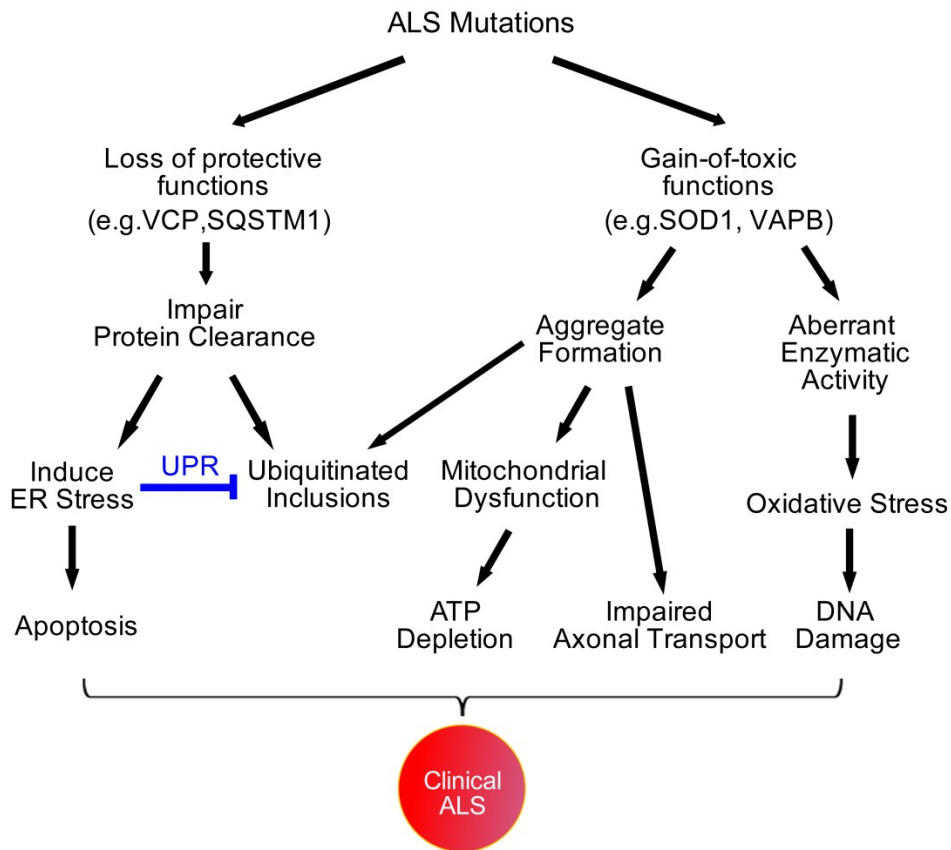 ALS Mutations
Loss of protective
functions
(e.g.VCP,SQSTM1)
Gain-of-toxic
functions
(e.g.SOD1, VAPB)
Impair
Protein Clearance
Aggregate
Formation
Aberrant
Enzymatic
Activity
Induce
ER Stress
UPR
Ubiquitinated
Inclusions
Mitochondrial
Dysfunction
Oxidative Stress
Apoptosis
ATP
Depletion
Impaired
Axonal Transport
DNA
Damage
Clinical
ALS